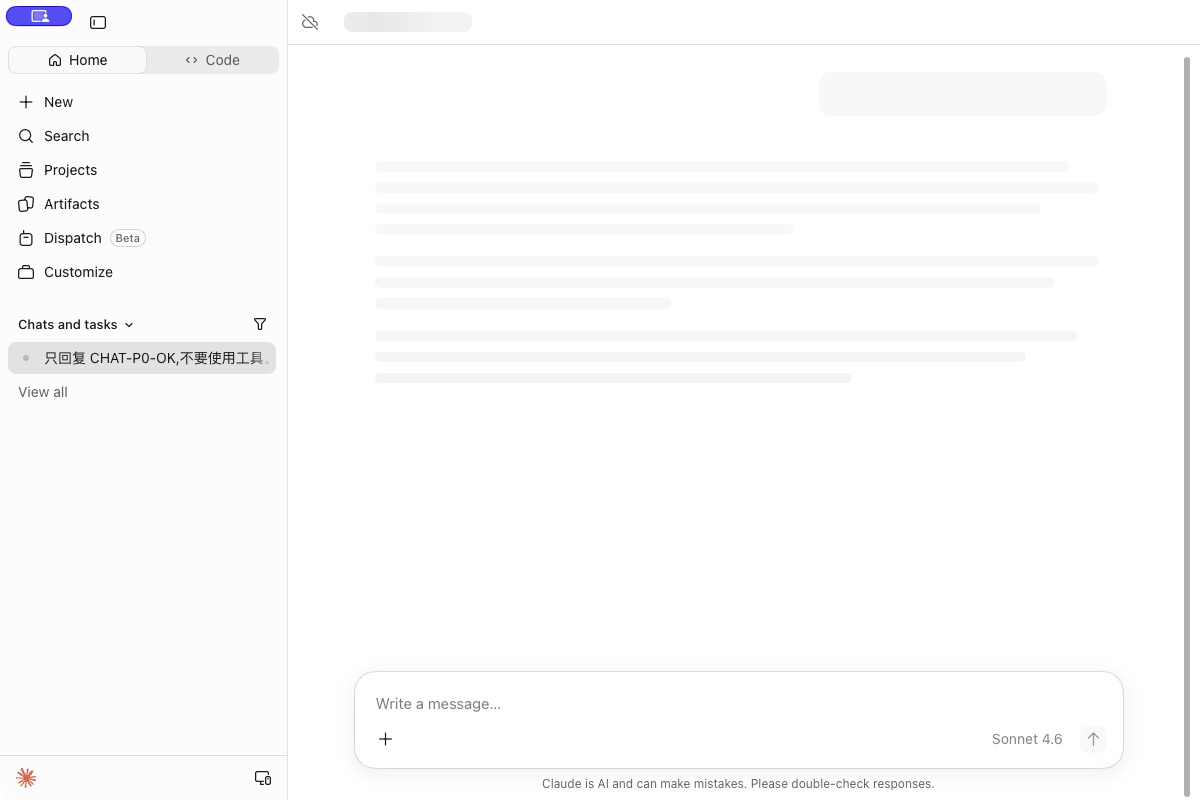 Home
Code
New
Search
Projects
Artifacts
Dispatch Beta
Customize
Chats and tasks
只回复 CHAT-P0-OK,不要使用工具。
View all
Write a message...
Sonnet 4.6
Claude is AI and can make mistakes. Please double-check responses.